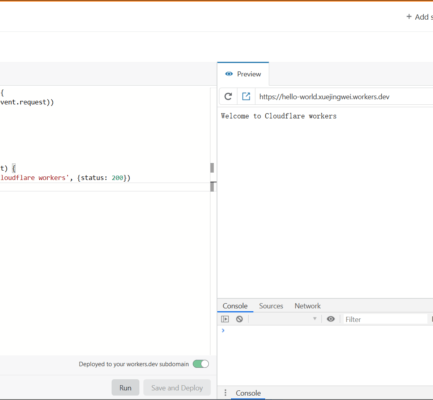 + Add s
Preview
https://hello-world.xuejingwei.workers.dev
{
vent.request))
Welcome to Cloudflare workers
t) {
loudflare workers', {status: 200})
Console Sources Network
Filter
›
Deployed to your workers.dev subdomain
Run Save and Deploy
Console